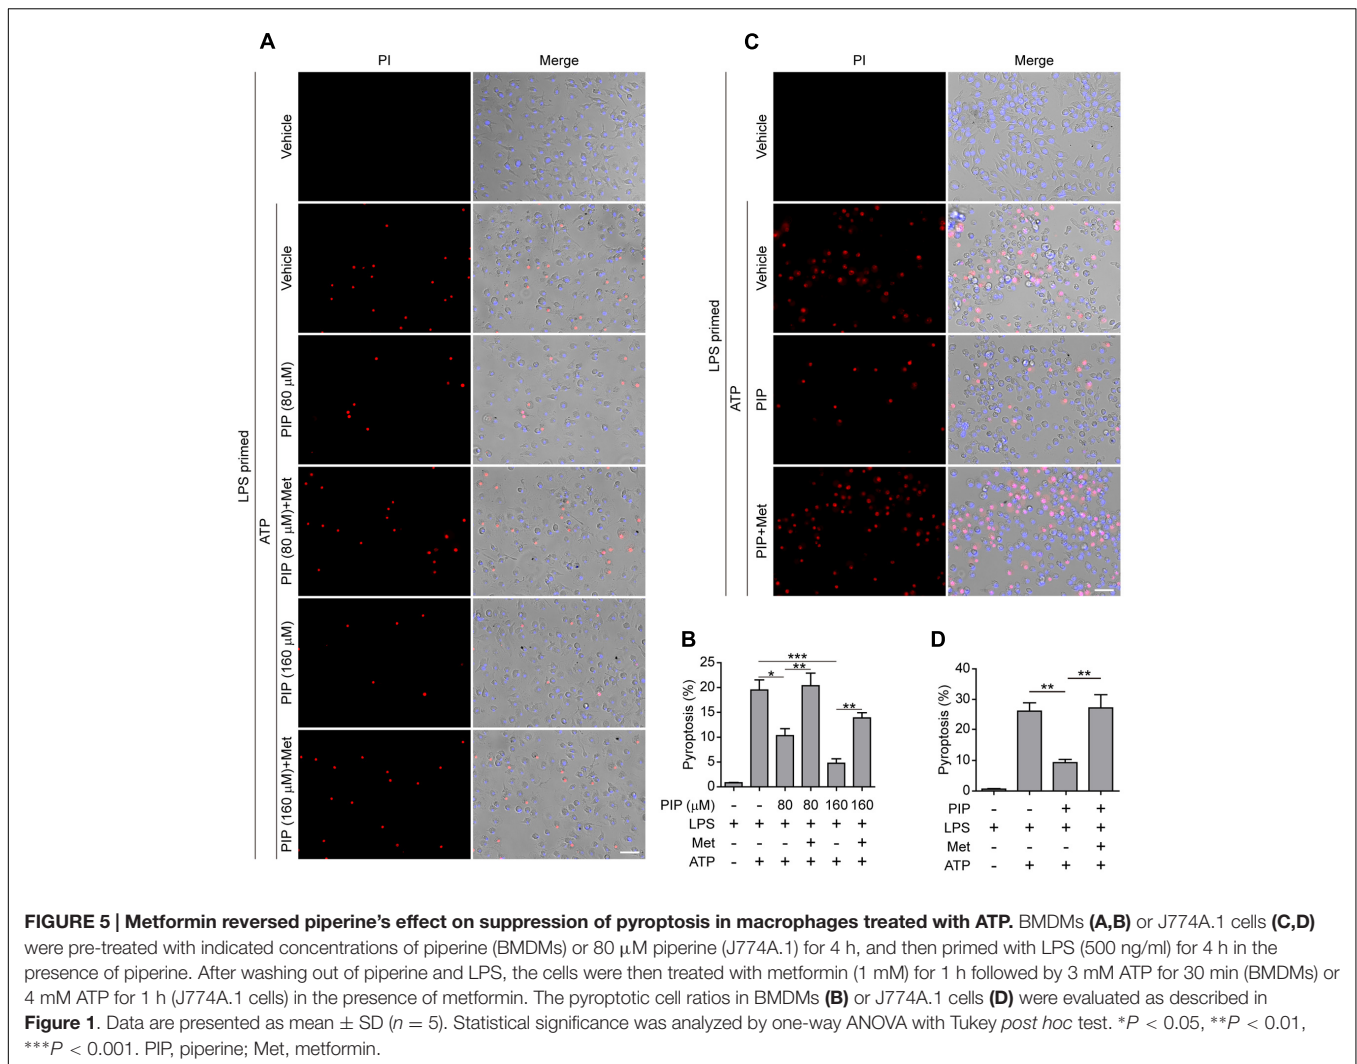 A
PI Merge
LPS primed
ATP
Vehicle
Vehicle
PIP (80 μM)
PIP (80 μM)+Met
PIP (160 μM)
PIP (160 μM)+Met
C
PI Merge
LPS primed
ATP
Vehicle
Vehicle
PIP
PIP+Met
B
Pyroptosis (%)
25
20
15
10
5
0
***
* **
**
PIP (μM) - - 80 80 160 160
LPS + + + + + +
Met - - - + - +
ATP - + + + + +
D
Pyroptosis (%)
40
30
20
10
0
** **
PIP - - + +
LPS + + + +
Met - - - +
ATP - + + +
FIGURE 5 | Metformin reversed piperine's effect on suppression of pyroptosis in macrophages treated with ATP. BMDMs (A,B) or J774A.1 cells (C,D)
were pre-treated with indicated concentrations of piperine (BMDMs) or 80 μM piperine (J774A.1) for 4 h, and then primed with LPS (500 ng/ml) for 4 h in the
presence of piperine. After washing out of piperine and LPS, the cells were then treated with metformin (1 mM) for 1 h followed by 3 mM ATP for 30 min (BMDMs) or
4 mM ATP for 1 h (J774A.1 cells) in the presence of metformin. The pyroptotic cell ratios in BMDMs (B) or J774A.1 cells (D) were evaluated as described in
Figure 1. Data are presented as mean ± SD (n = 5). Statistical significance was analyzed by one-way ANOVA with Tukey post hoc test. *P < 0.05, **P < 0.01,
***P < 0.001. PIP, piperine; Met, metformin.